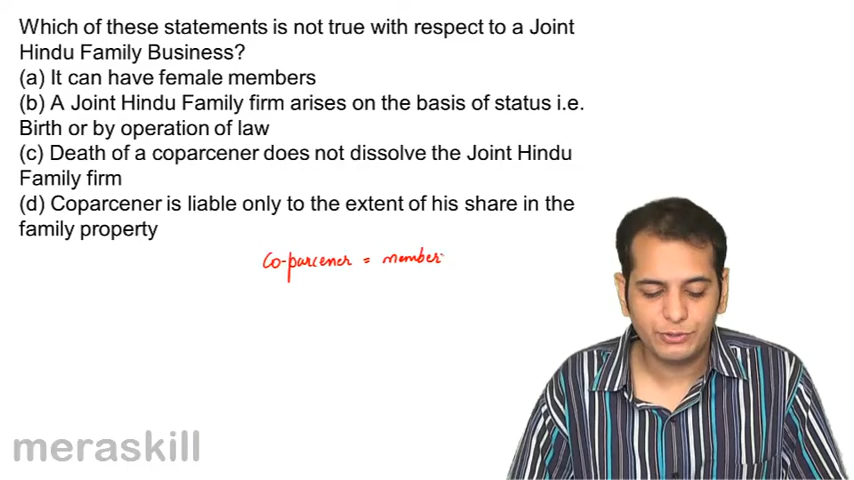 Which of these statements is not true with respect to a Joint
Hindu Family Business?
(a) It can have female members
(b) A Joint Hindu Family firm arises on the basis of status i.e.
Birth or by operation of law
(c) Death of a coparcener does not dissolve the Joint Hindu
Family firm
(d) Coparcener is liable only to the extent of his share in the
family property
Co-parcener = member
meraskill